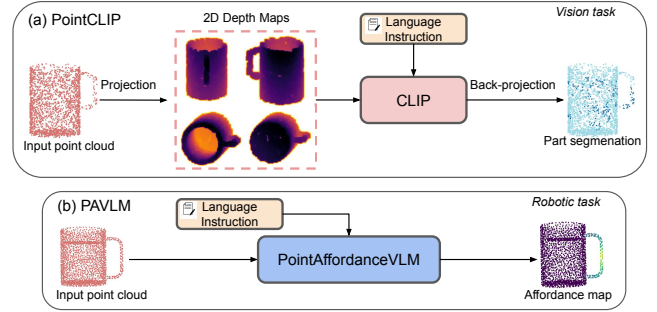 (a) PointCLIP
2D Depth Maps
Language
Instruction
Vision task
Projection
CLIP
Back-projection
Input point cloud
Part segmenation
(b) PAVLM
Language
Instruction
Robotic task
PointAffordanceVLM
Input point cloud
Affordance map